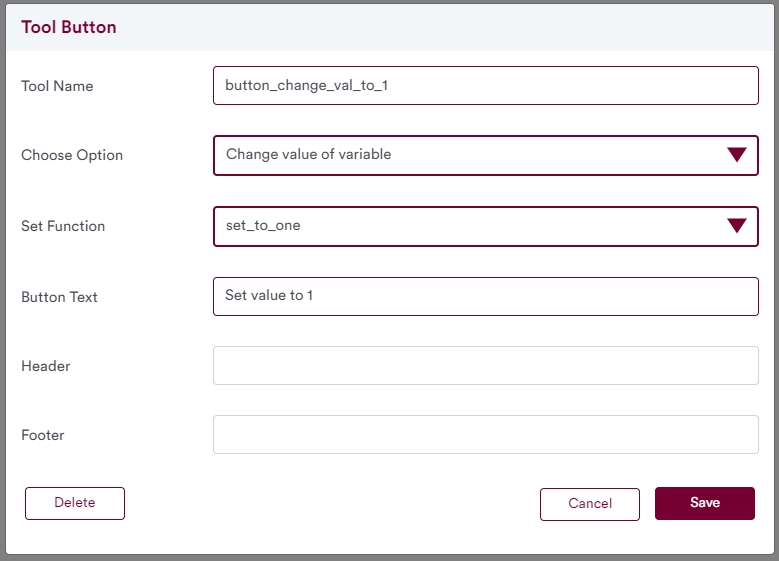 Tool Button
Tool Name
button_change_val_to_1
Choose Option
Change value of variable
Set Function
set_to_one
Button Text
Set value to 1
Header
Footer
Delete
Cancel
Save